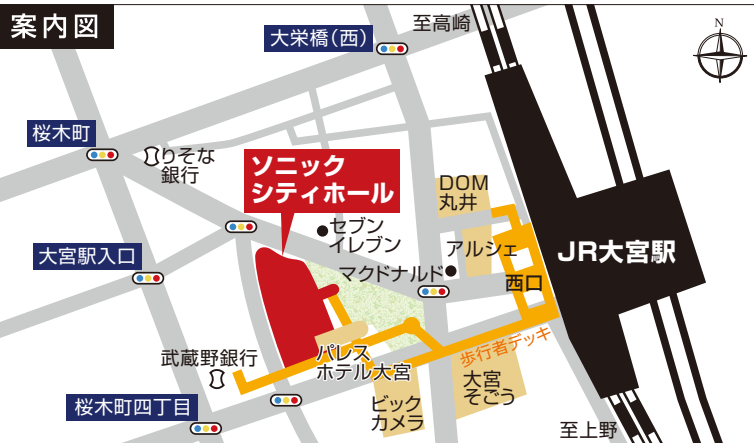 案内図
至高崎
N
大栄橋(西)
桜木町
りそな
銀行
ソニック
シティホール
DOM
丸井
セブン
イレブン
アルシェ
JR大宮駅
大宮駅入口
マクドナルド
西口
武蔵野銀行
パレス
ホテル大宮
歩行者デッキ
大宮
そごう
ビック
カメラ
桜木町四丁目
至上野